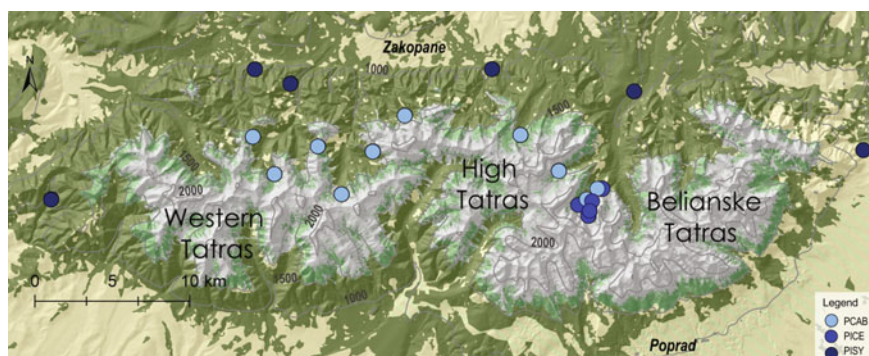 Zakopane
N
1000
1500
1500
2000
High
Tatras
Western
Tatras
2000
Belianske
Tatras
2000
0 5 10 km
1500
1000
Legend
PCAB
PICE
PISY
Poprad